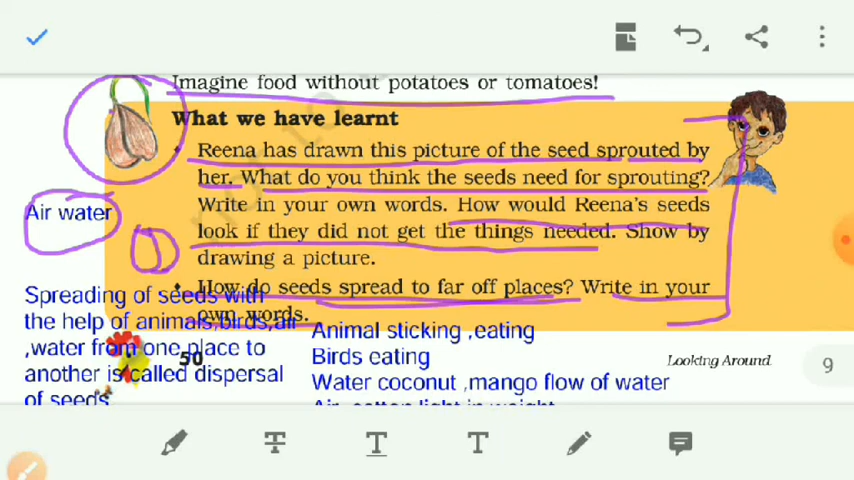 Imagine food without potatoes or tomatoes!
What we have learnt
Reena has drawn this picture of the seed sprouted by
her. What do you think the seeds need for sprouting?
Write in your own words. How would Reena's seeds
look if they did not get the things needed. Show by
drawing a picture.
How do seeds spread to far off places? Write in your
own words.
Air water
Spreading of seeds with
the help of animals,birds,air
,water from one place to
another is called dispersal
of seeds
Animal sticking ,eating
Birds eating
Water coconut ,mango flow of water
Air cotton light in weight
50
Looking Around
9
T
T
T